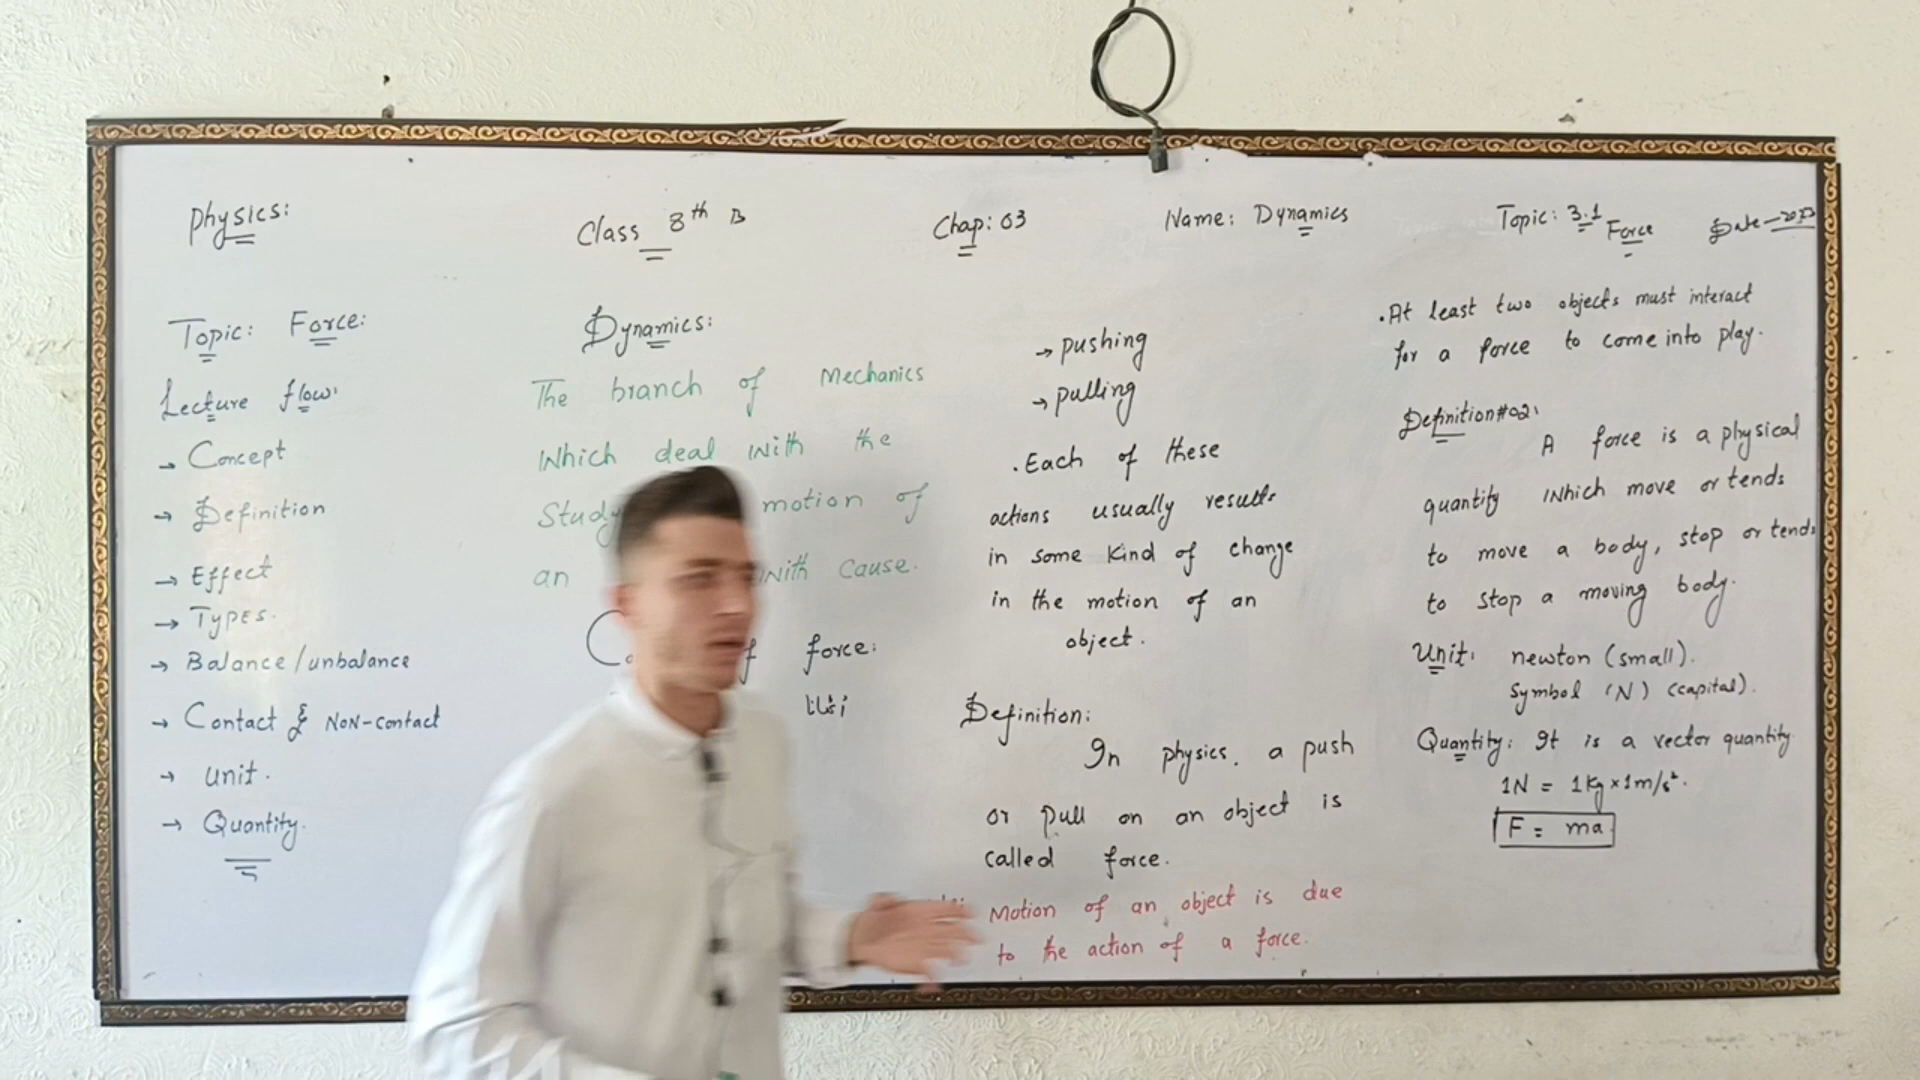 Physics:
Class 8th B
Chap: 03
Name: Dynamics
Topic: 3.1 Force
Date
Topic: Force:
Lecture flow:
→ Concept
→ Definition
→ Effect
→ Types.
→ Balance/unbalance
→ Contact & NON-contact
→ unit.
→ Quantity.
Dynamics:
The branch of Mechanics
Which deal with the
Study motion of
an with cause.
force:
→ pushing
→ pulling
. Each of these
actions usually results
in some kind of change
in the motion of an
object.
Definition:
In physics, a push
or pull on an object is
called force.
Motion of an object is due
to the action of a force.
. At least two objects must interact
for a force to come into play.
Definition#02:
A force is a physical
quantity which move or tends
to move a body, stop or tends
to stop a moving body.
Unit: newton (small).
Symbol (N) (capital).
Quantity: It is a vector quantity
1N = 1kg×1m/s².
F = ma.